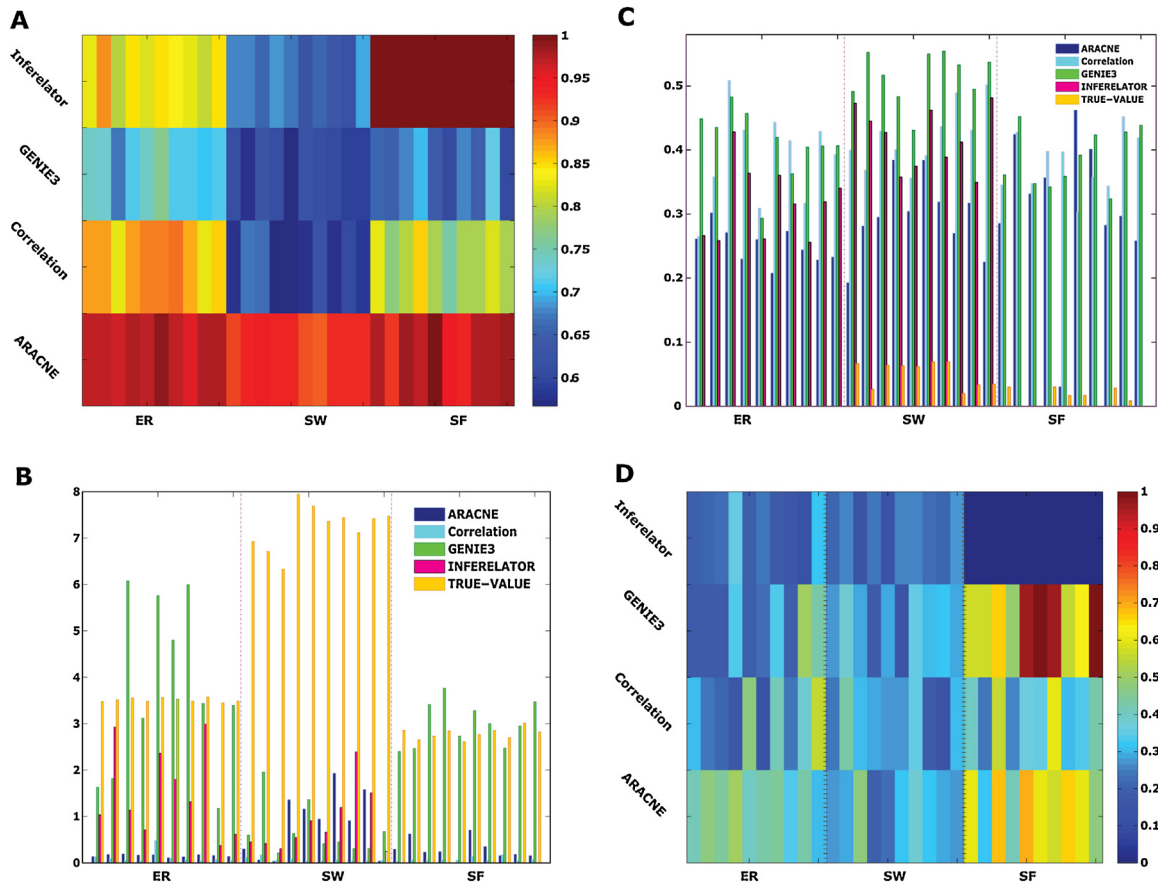 A
Inferelator
GENIE3
Correlation
ARACNE
ER SW SF
1
0.95
0.9
0.85
0.8
0.75
0.7
0.65
0.6
C
0.5
0.4
0.3
0.2
0.1
0
ARACNE
Correlation
GENIE3
INFERELATOR
TRUE-VALUE
ER SW SF
B
8
7
6
5
4
3
2
1
0
ARACNE
Correlation
GENIE3
INFERELATOR
TRUE-VALUE
ER SW SF
D
Inferelator
GENIE3
Correlation
ARACNE
ER SW SF
1
0.9
0.8
0.7
0.6
0.5
0.4
0.3
0.2
0.1
0